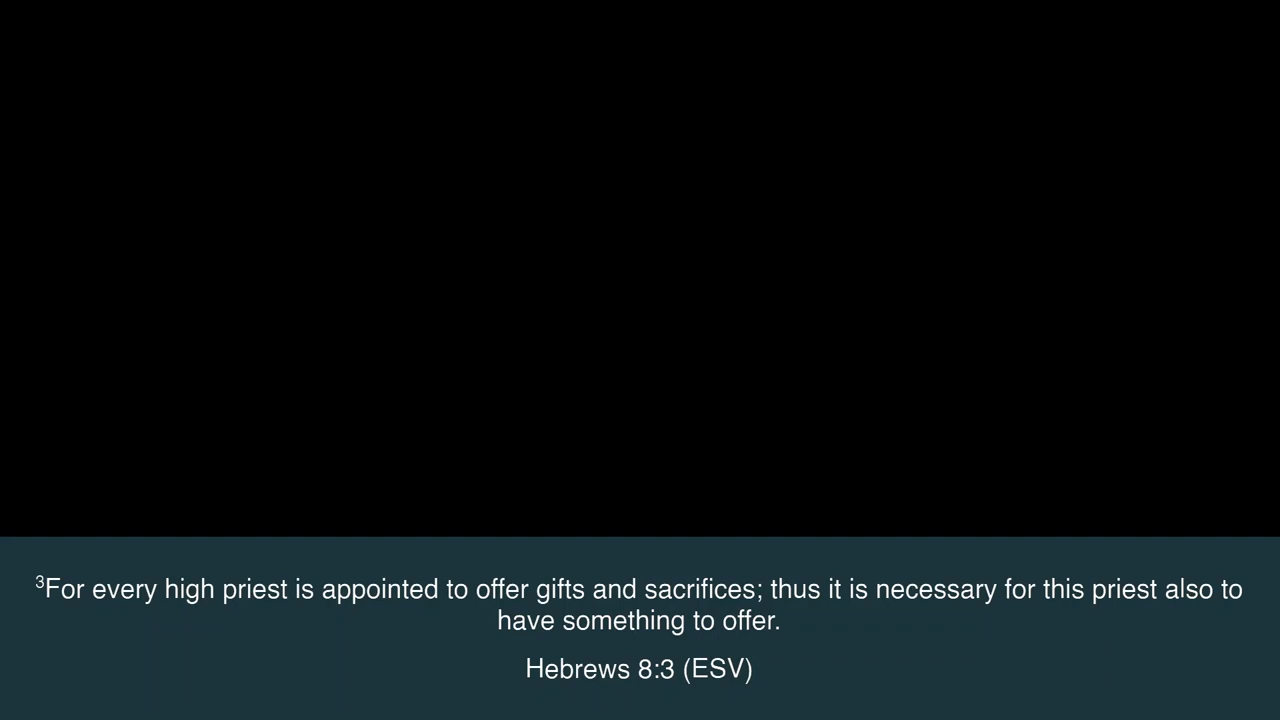 ³For every high priest is appointed to offer gifts and sacrifices; thus it is necessary for this priest also to
have something to offer.
Hebrews 8:3 (ESV)